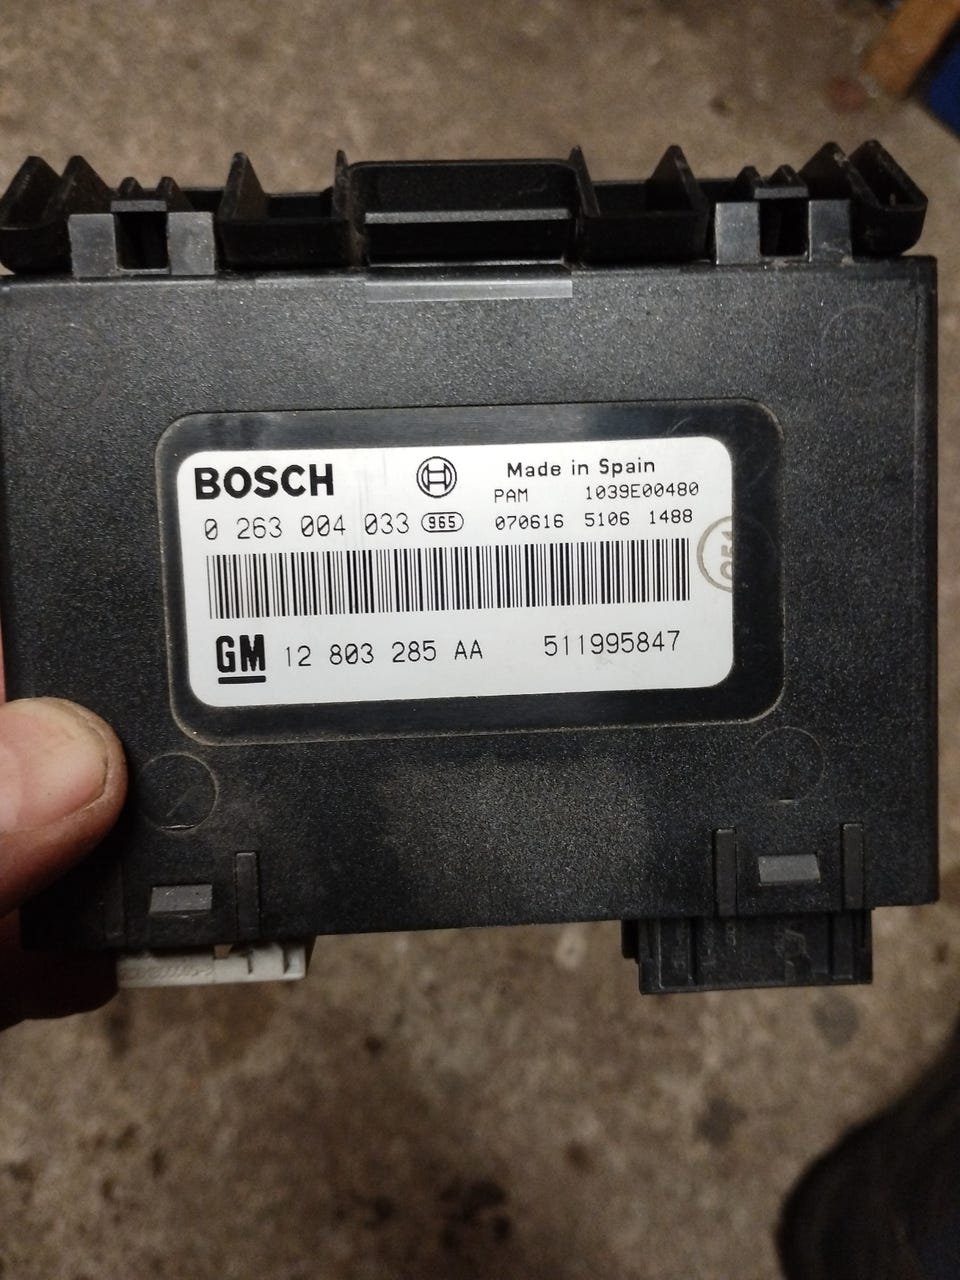 BOSCH
Made in Spain
PAM 1039E00480
0 263 004 033 965
070616 5106 1488
GM 12 803 285 AA 511995847